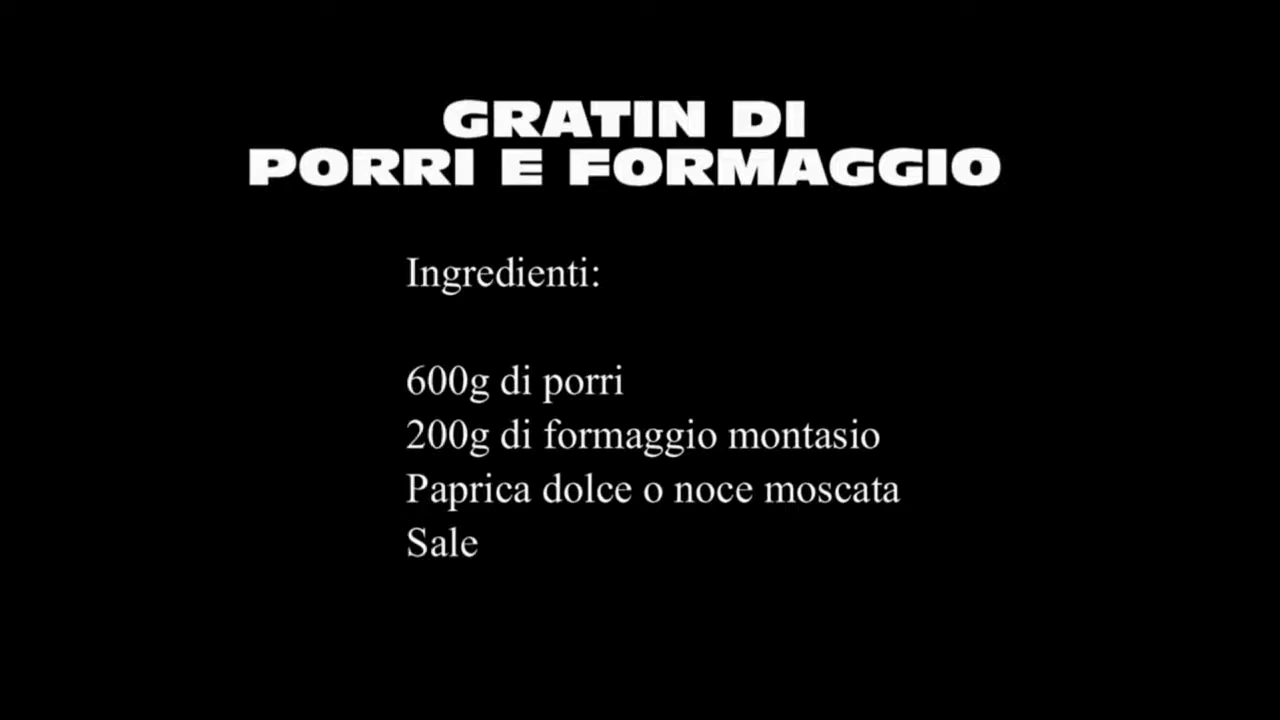 GRATIN DI
PORRI E FORMAGGIO
Ingredienti:
600g di porri
200g di formaggio montasio
Paprica dolce o noce moscata
Sale